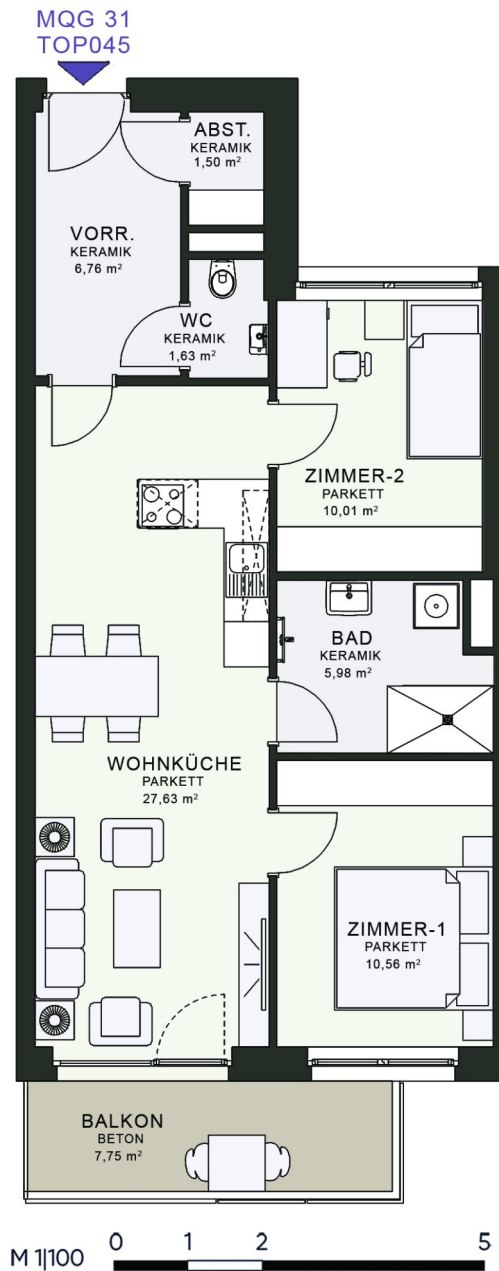 MQG 31
TOP045
ABST.
KERAMIK
1,50 m²
VORR.
KERAMIK
6,76 m²
WC
KERAMIK
1,63 m²
ZIMMER-2
PARKETT
10,01 m²
BAD
KERAMIK
5,98 m²
WOHNKÜCHE
PARKETT
27,63 m²
ZIMMER-1
PARKETT
10,56 m²
BALKON
BETON
7,75 m²
M 1|100 0 1 2 5